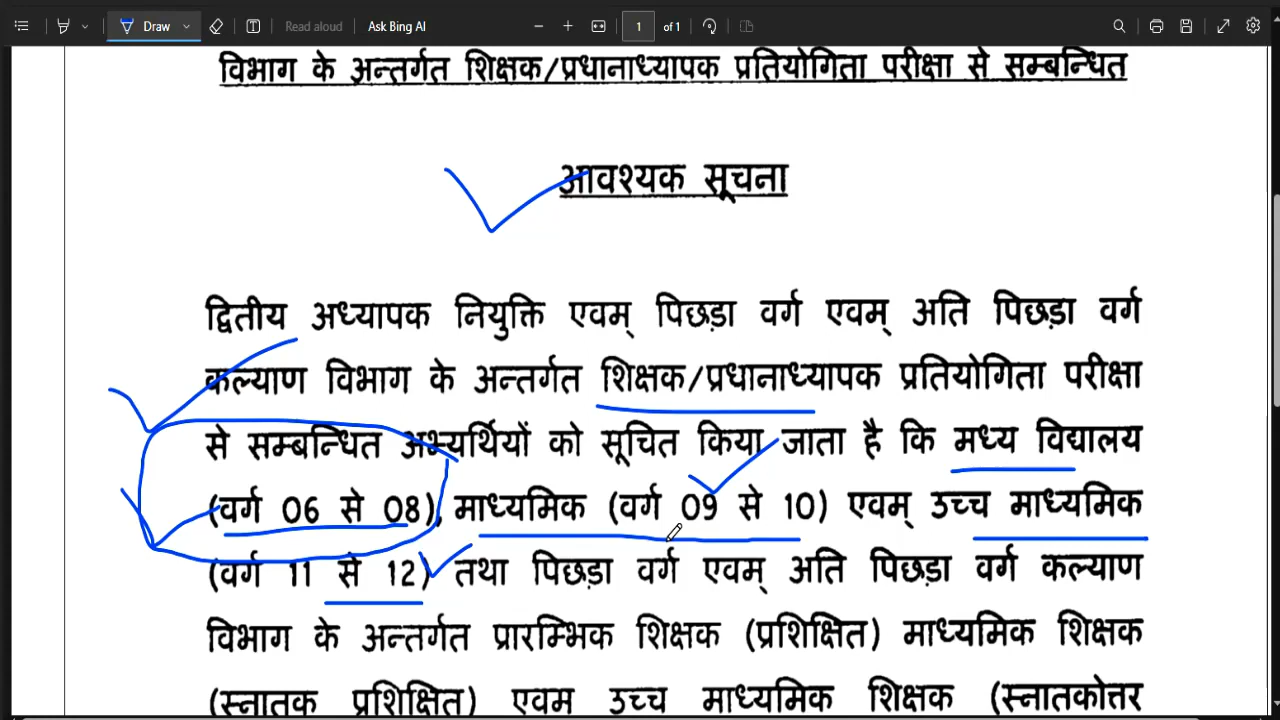 Draw
Read aloud
Ask Bing AI
1
of 1
विभाग के अन्तर्गत शिक्षक/प्रधानाध्यापक प्रतियोगिता परीक्षा से सम्बन्धित
आवश्यक सूचना
द्वितीय अध्यापक नियुक्ति एवम् पिछड़ा वर्ग एवम् अति पिछड़ा वर्ग
कल्याण विभाग के अन्तर्गत शिक्षक/प्रधानाध्यापक प्रतियोगिता परीक्षा
से सम्बन्धित अभ्यर्थियों को सूचित किया जाता है कि मध्य विद्यालय
(वर्ग 06 से 08), माध्यमिक (वर्ग 09 से 10) एवम् उच्च माध्यमिक
(वर्ग 11 से 12) तथा पिछड़ा वर्ग एवम् अति पिछड़ा वर्ग कल्याण
विभाग के अन्तर्गत प्रारम्भिक शिक्षक (प्रशिक्षित) माध्यमिक शिक्षक
(स्नातक प्रशिक्षित) एवम् उच्च माध्यमिक शिक्षक (स्नातकोत्तर